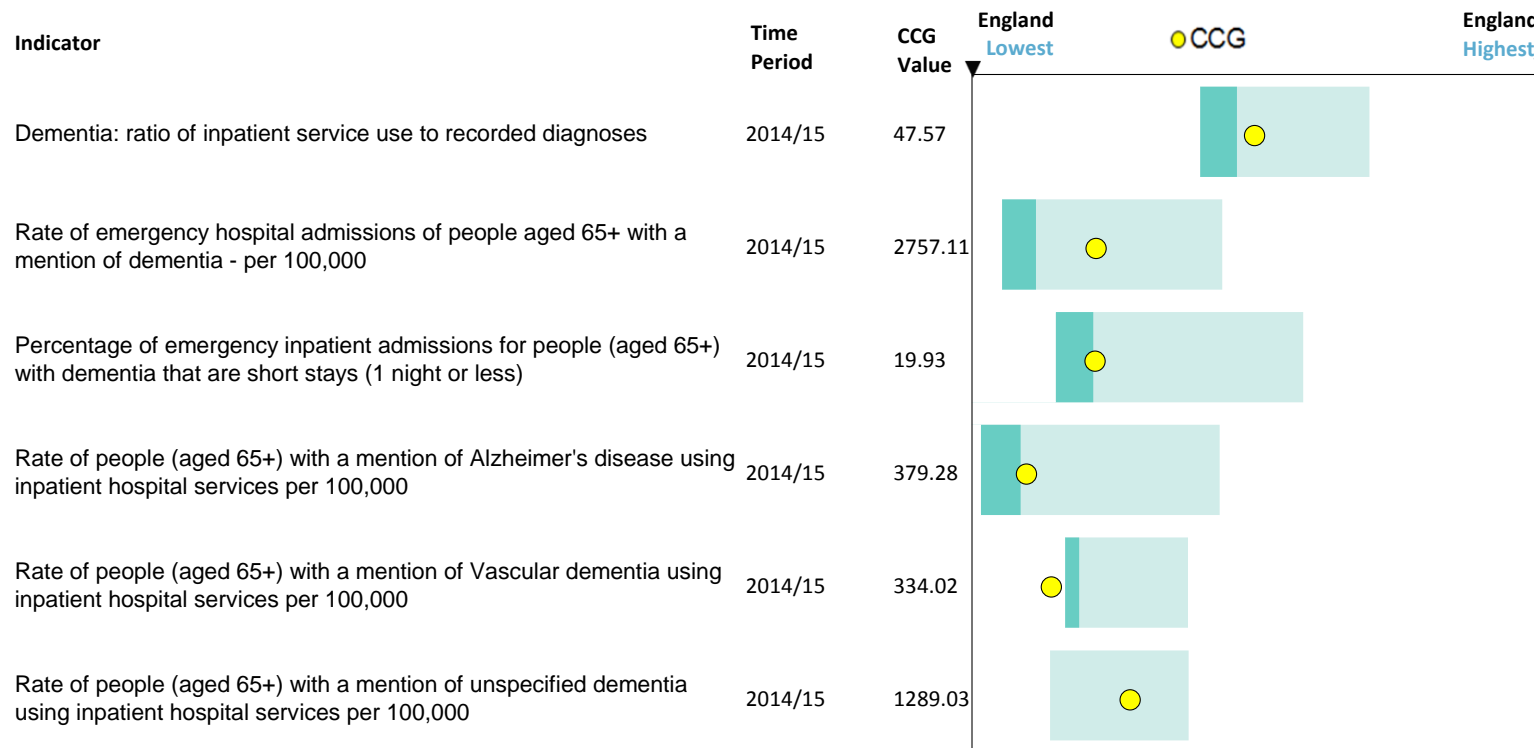 Indicator
Time Period
CCG Value
England Lowest
CCG
England Highest
Dementia: ratio of inpatient service use to recorded diagnoses
2014/15
47.57
Rate of emergency hospital admissions of people aged 65+ with a
mention of dementia - per 100,000
2014/15
2757.11
Percentage of emergency inpatient admissions for people (aged 65+)
with dementia that are short stays (1 night or less)
2014/15
19.93
Rate of people (aged 65+) with a mention of Alzheimer's disease using
inpatient hospital services per 100,000
2014/15
379.28
Rate of people (aged 65+) with a mention of Vascular dementia using
inpatient hospital services per 100,000
2014/15
334.02
Rate of people (aged 65+) with a mention of unspecified dementia
using inpatient hospital services per 100,000
2014/15
1289.03